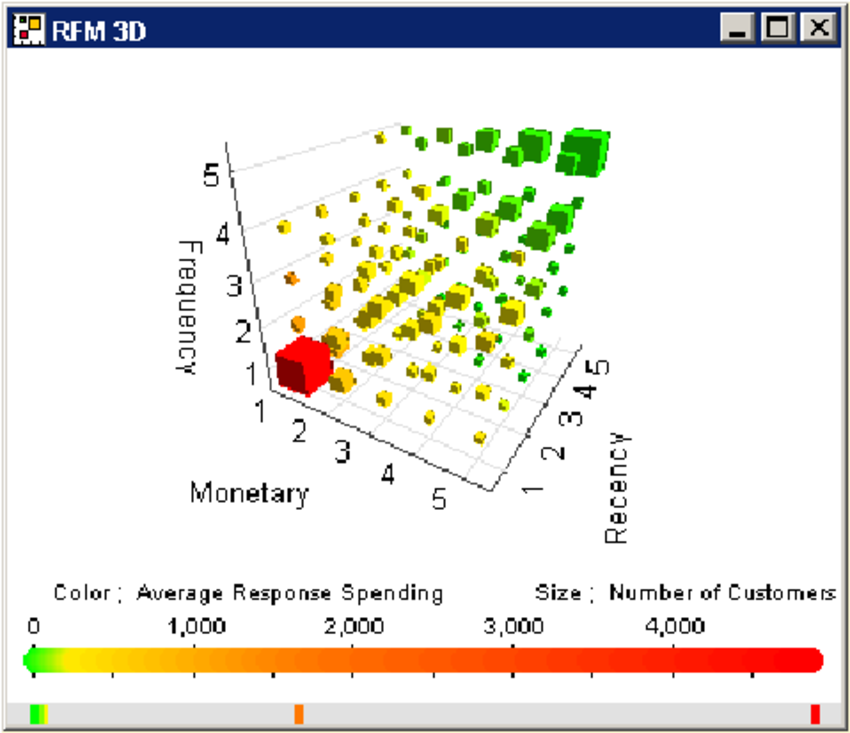 RFM 3D
5
4
3
2
1
Frequency
1
2
3
4
5
Monetary
1
2
3
4
5
Recency
Color : Average Response Spending
Size : Number of Customers
0 1,000 2,000 3,000 4,000